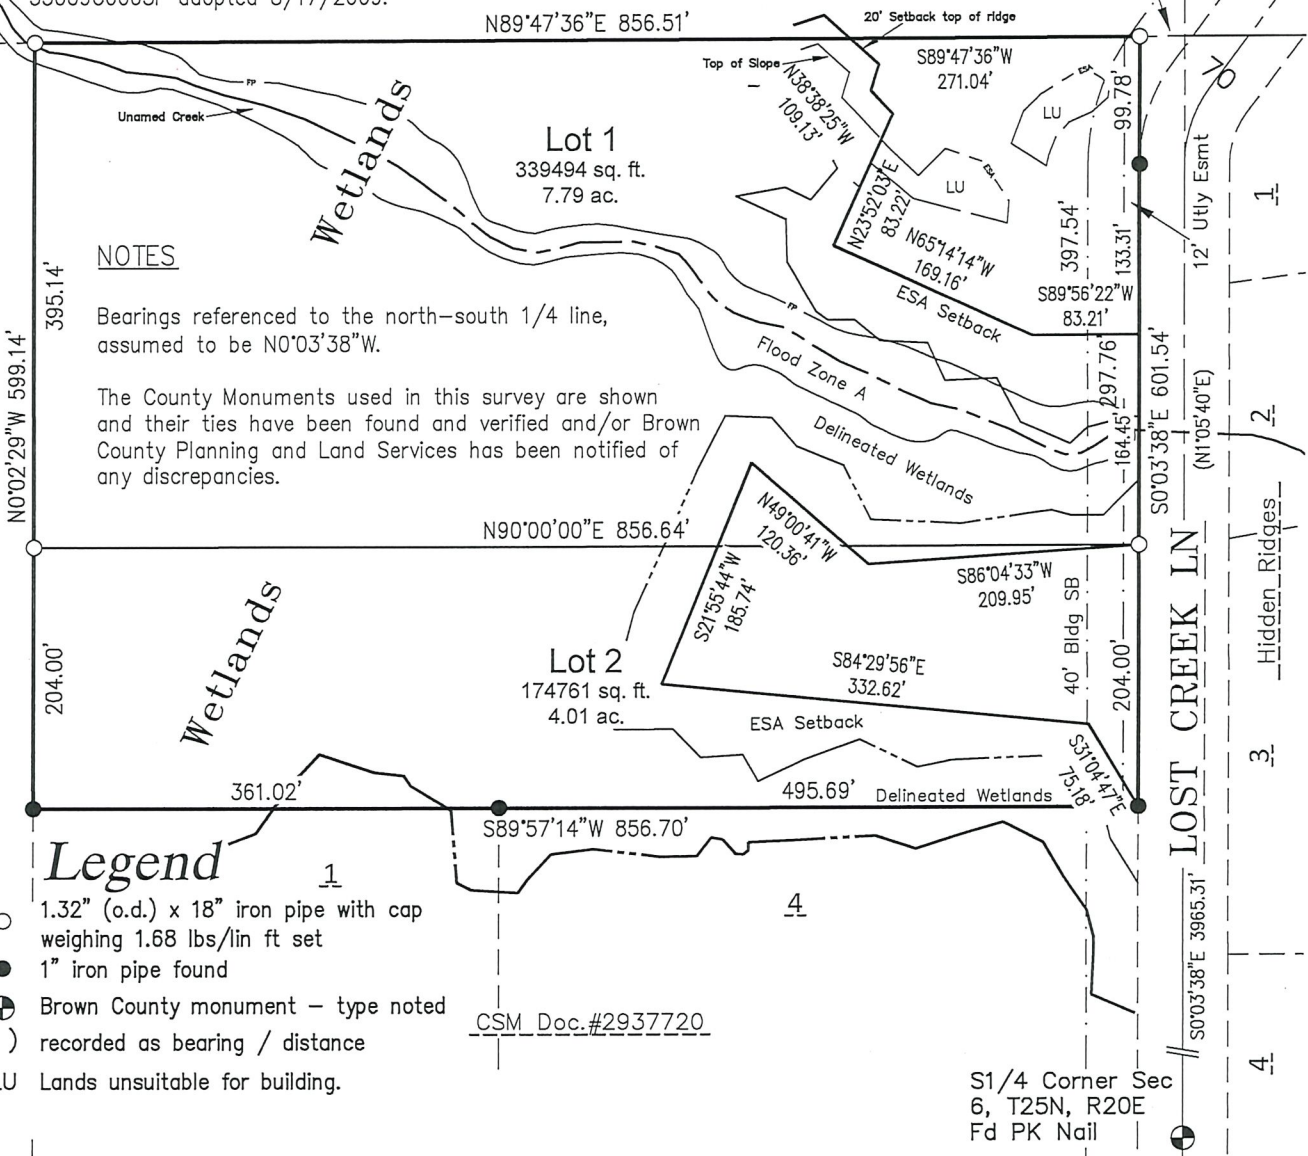 N89°47'36"E 856.51'
20' Setback top of ridge
Top of Slope
S89°47'36"W
271.04'
N38°38'25"W
109.13'
99.78'
70
FP
Unamed Creek
Wetlands
Lot 1
339494 sq. ft.
7.79 ac.
ESA
LU
ESA
LU
12' Utly Esmt
1
N23°52'03"E
83.22'
N65°14'14"W
169.16'
397.54'
133.31'
ESA Setback
S89°56'22"W
83.21'
NOTES
Bearings referenced to the north-south 1/4 line,
assumed to be N0°03'38"W.
The County Monuments used in this survey are shown
and their ties have been found and verified and/or Brown
County Planning and Land Services has been notified of
any discrepancies.
395.14'
N0°02'29"W 599.14'
FP
Flood Zone A
Delineated Wetlands
297.76'
164.45'
S0°03'38"E 601.54'
(N1°05'40"E)
2
N90°00'00"E 856.64'
N49°00'41"W
120.36'
S21°55'44"W
185.74'
S86°04'33"W
209.95'
40' Bldg SB
Hidden Ridges
LOST CREEK LN
Wetlands
204.00'
Lot 2
174761 sq. ft.
4.01 ac.
S84°29'56"E
332.62'
204.00'
ESA Setback
S31°04'47"E
75.18'
3
361.02'
495.69'
Delineated Wetlands
S89°57'14"W 856.70'
Legend
1
4
1.32" (o.d.) x 18" iron pipe with cap
weighing 1.68 lbs/lin ft set
1" iron pipe found
Brown County monument – type noted
) recorded as bearing / distance
LU Lands unsuitable for building.
CSM Doc.#2937720
S0°03'38"E 3965.31'
4
S1/4 Corner Sec
6, T25N, R20E
Fd PK Nail